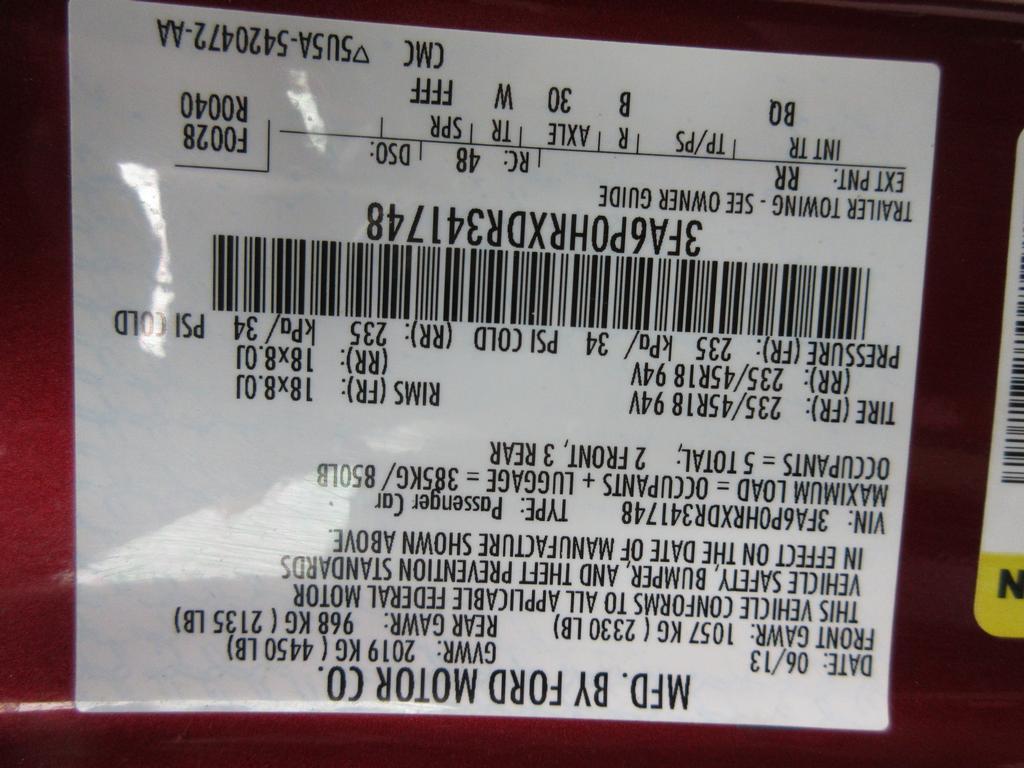 MFD. BY FORD MOTOR CO.
DATE: 06/13 GVWR: 2019 KG ( 4450 LB)
FRONT GAWR: 1057 KG ( 2330 LB) REAR GAWR: 968 KG ( 2135 LB)
THIS VEHICLE CONFORMS TO ALL APPLICABLE FEDERAL MOTOR
VEHICLE SAFETY, BUMPER, AND THEFT PREVENTION STANDARDS
IN EFFECT ON THE DATE OF MANUFACTURE SHOWN ABOVE.
VIN: 3FA6P0HRXDR341748 TYPE: Passenger Car
MAXIMUM LOAD = OCCUPANTS + LUGGAGE = 385KG/ 850LB
OCCUPANTS = 5 TOTAL; 2 FRONT, 3 REAR
TIRE (FR): 235/45R18 94V RIMS (FR): 18x8.0J
(RR): 235/45R18 94V (RR): 18x8.0J
PRESSURE (FR): 235 kPa/ 34 PSI COLD (RR): 235 kPa/ 34 PSI COLD
3FA6P0HRXDR341748
TRAILER TOWING - SEE OWNER GUIDE
EXT PNT: RR RC: 48 DSO: F0028
INT TR TP/PS R AXLE TR SPR R0040
BQ B 30 W FFFF
CMC ▽5U5A-5420472-AA
N